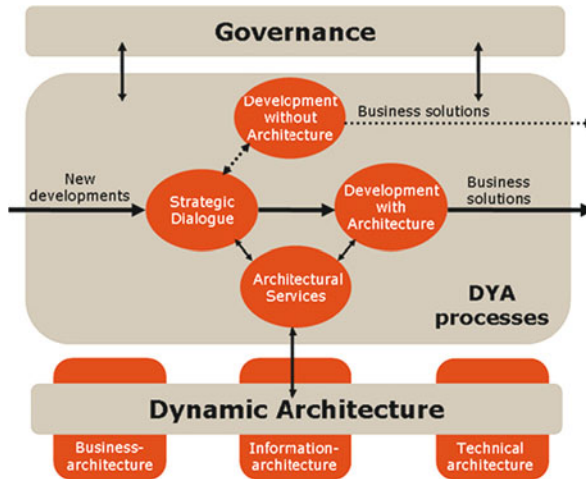 Governance
Development
without
Architecture
Business solutions
New
developments
Strategic
Dialogue
Development
with
Architecture
Business
solutions
Architectural
Services
DYA
processes
Dynamic Architecture
Business-
architecture
Information-
architecture
Technical
architecture